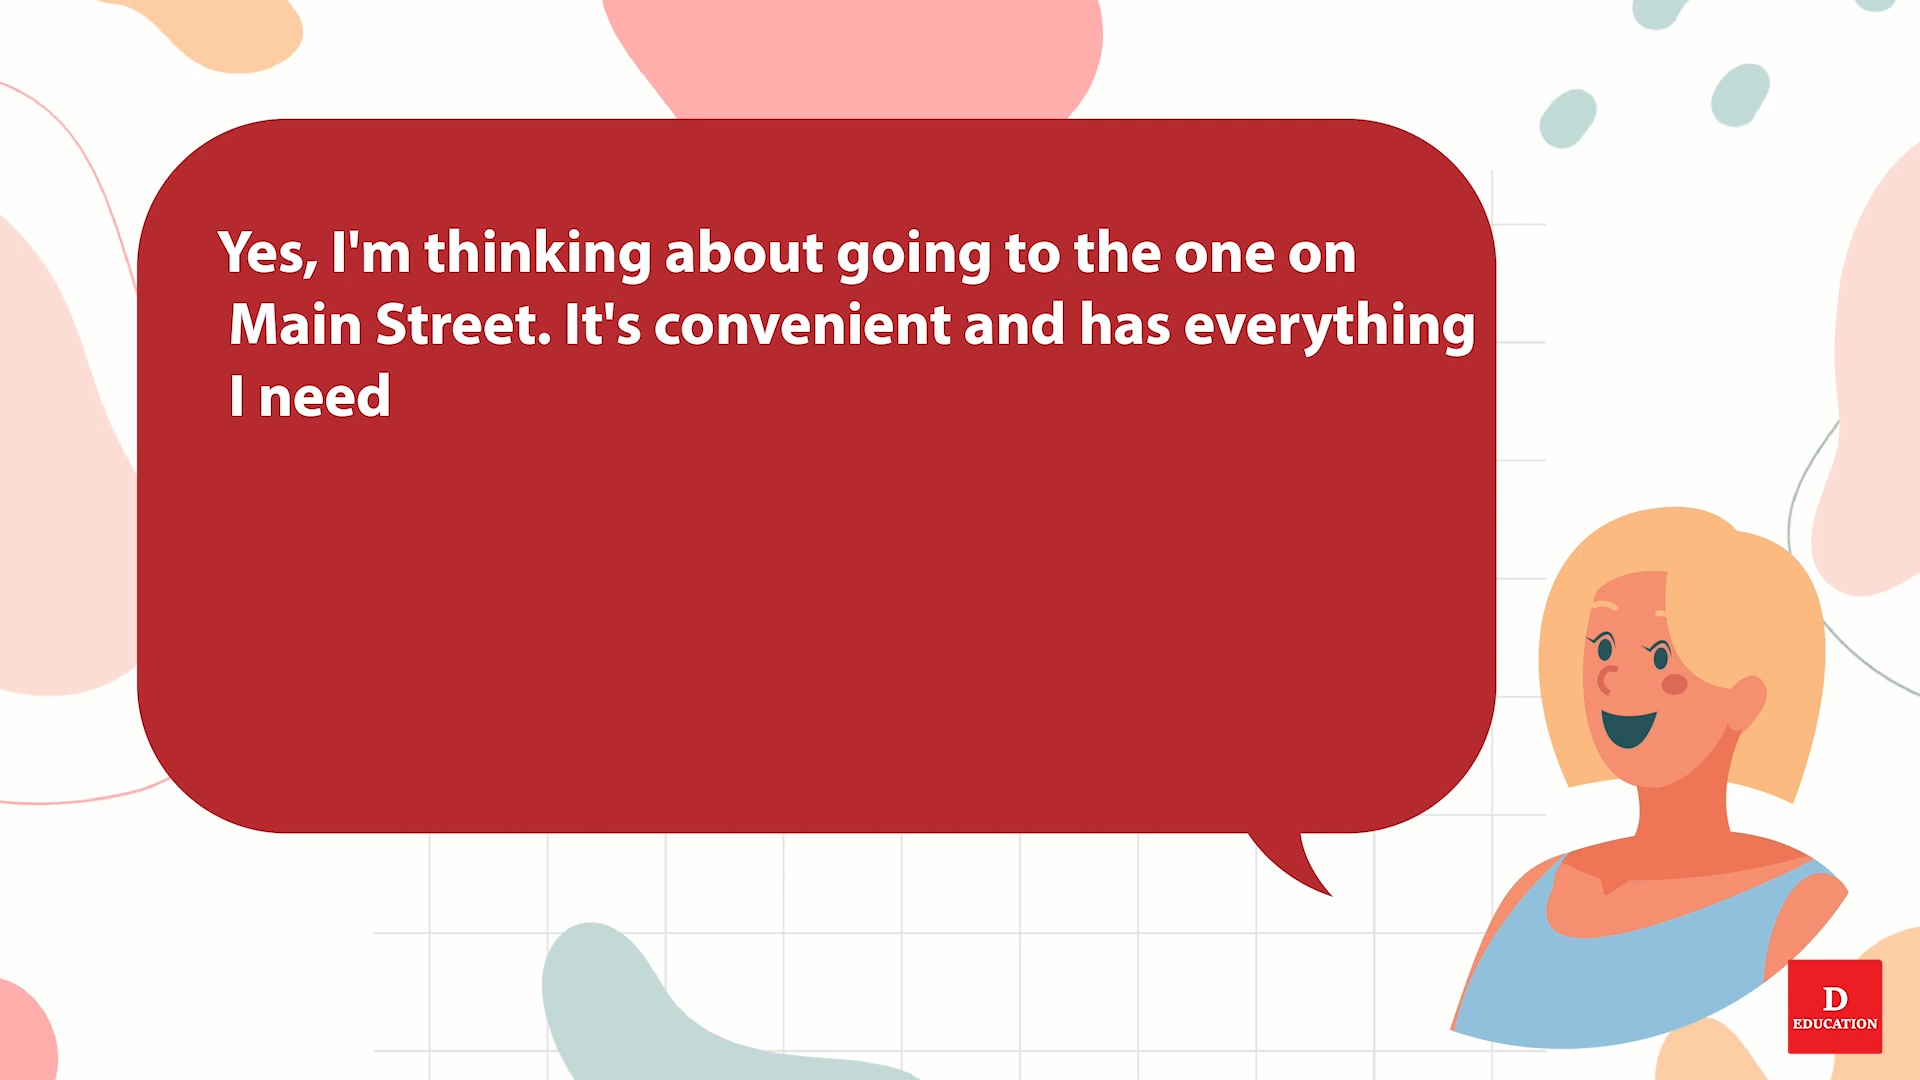 Yes, I'm thinking about going to the one on
Main Street. It's convenient and has everything
I need
D
EDUCATION